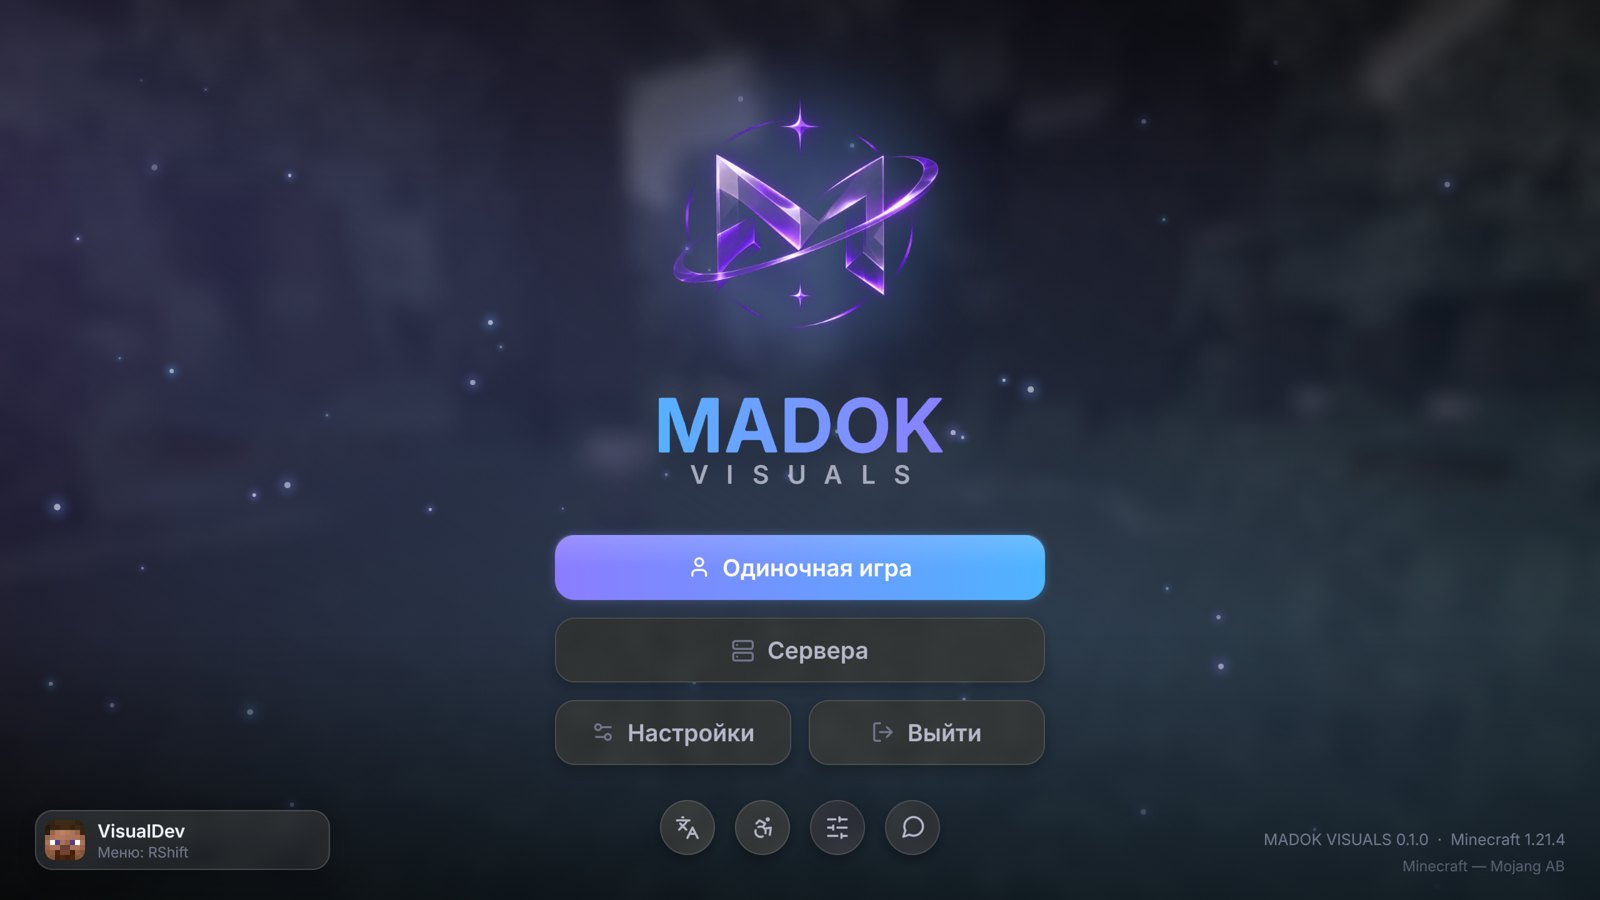 MADOK
VISUALS
Одиночная игра
Сервера
Настройки
Выйти
VisualDev
Меню: RShift
MADOK VISUALS 0.1.0 · Minecraft 1.21.4
Minecraft — Mojang AB